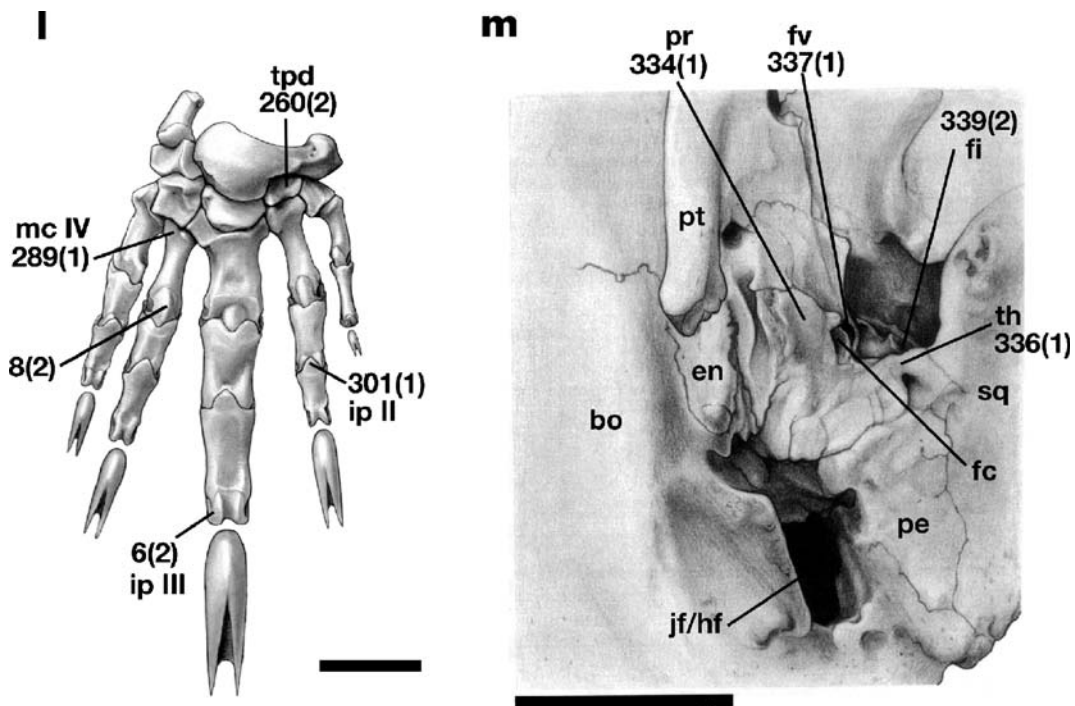 l
tpd
260(2)
mc IV
289(1)
8(2)
301(1)
ip II
6(2)
ip III
m
pr
334(1)
fv
337(1)
339(2)
fi
pt
th
336(1)
en
sq
bo
fc
pe
jf/hf